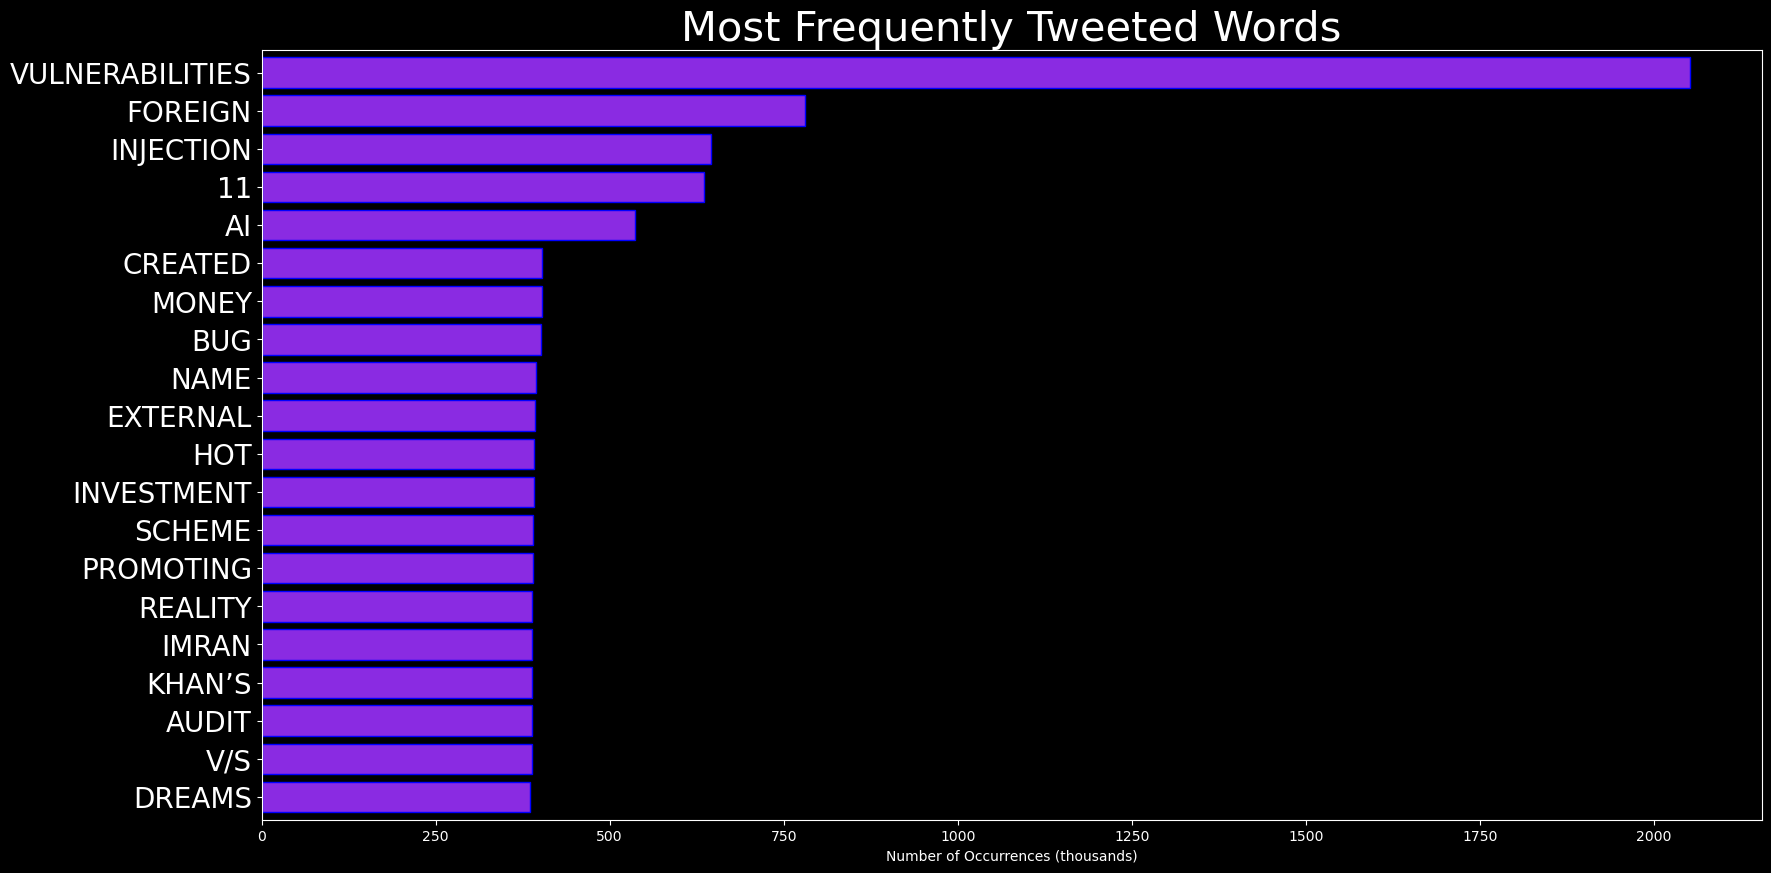 Most Frequently Tweeted Words
VULNERABILITIES
FOREIGN
INJECTION
11
AI
CREATED
MONEY
BUG
NAME
EXTERNAL
HOT
INVESTMENT
SCHEME
PROMOTING
REALITY
IMRAN
KHAN’S
AUDIT
V/S
DREAMS
0 250 500 750 1000 1250 1500 1750 2000
Number of Occurrences (thousands)